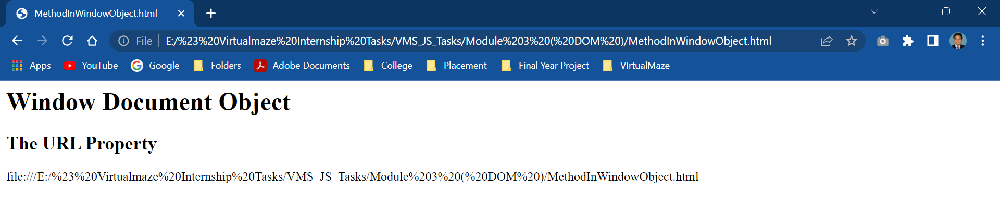 MethodInWindowObject.html
File E:/%23%20Virtualmaze%20Internship%20Tasks/VMS_JS_Tasks/Module%203%20(%20DOM%20)/MethodInWindowObject.html
Apps YouTube Google Folders Adobe Documents College Placement Final Year Project VIrtualMaze
Window Document Object
The URL Property
file:///E:/%23%20Virtualmaze%20Internship%20Tasks/VMS_JS_Tasks/Module%203%20(%20DOM%20)/MethodInWindowObject.html